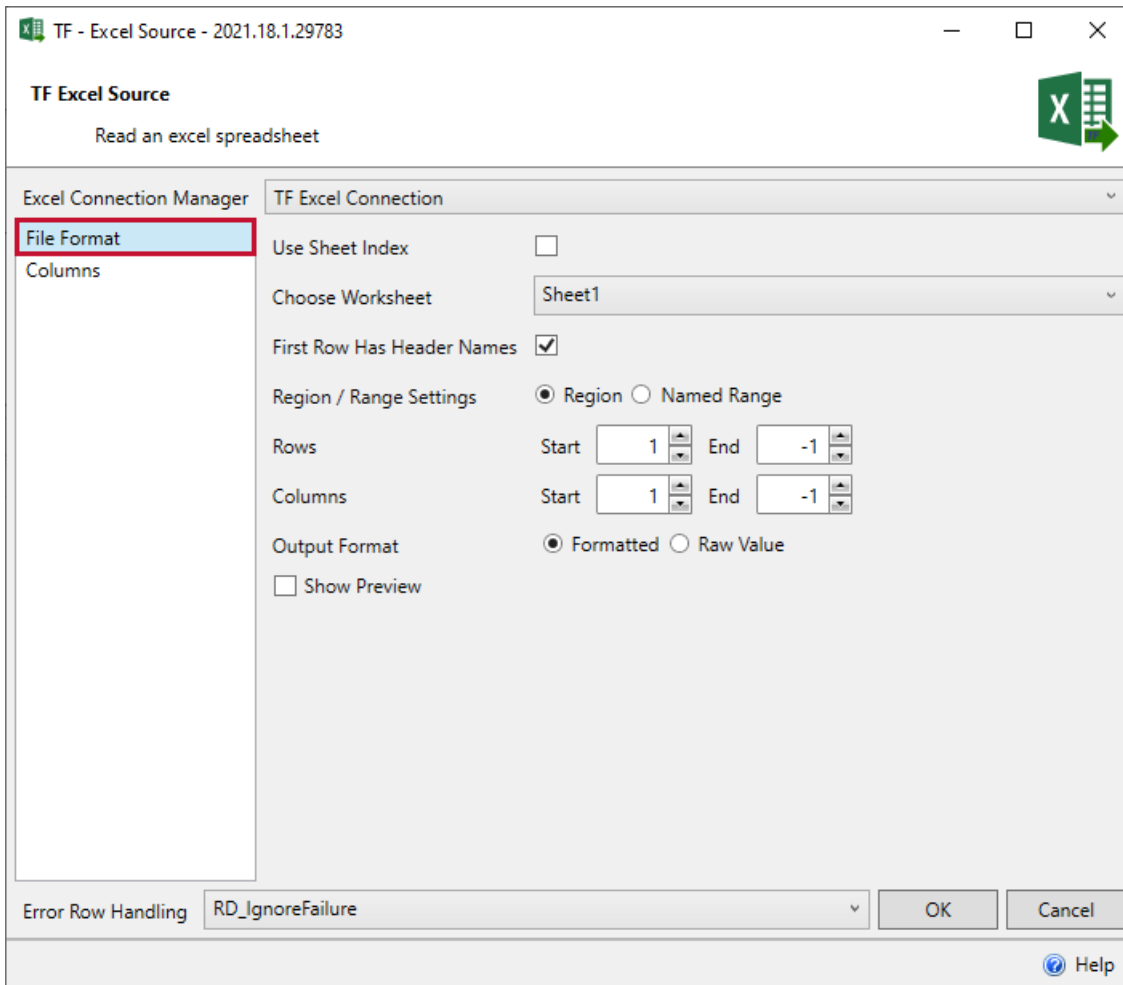 TF - Excel Source - 2021.18.1.29783
TF Excel Source
Read an excel spreadsheet
Excel Connection Manager TF Excel Connection
File Format
Columns
Use Sheet Index
Choose Worksheet Sheet1
First Row Has Header Names
Region / Range Settings Region Named Range
Rows Start 1 End -1
Columns Start 1 End -1
Output Format Formatted Raw Value
Show Preview
Error Row Handling RD_IgnoreFailure OK Cancel
Help